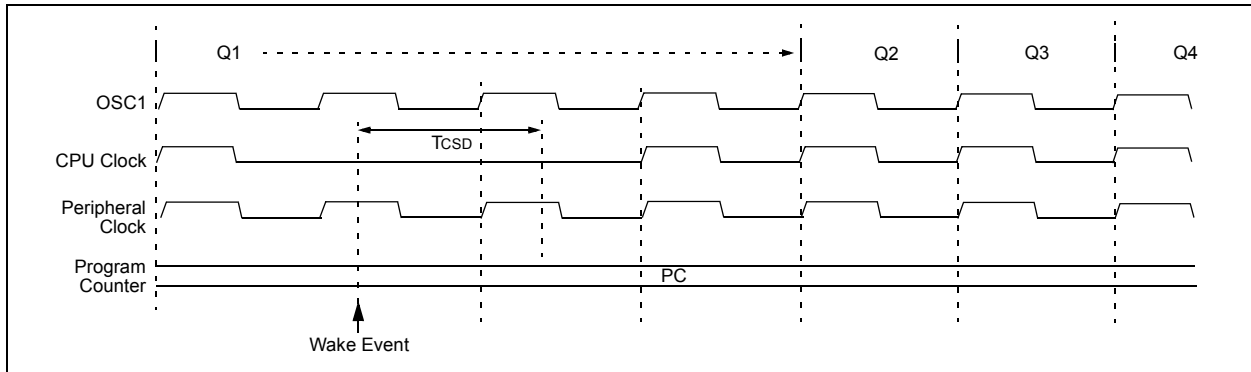 Q1 Q2 Q3 Q4
OSC1
TCSD
CPU Clock
Peripheral
Clock
Program
Counter
PC
Wake Event